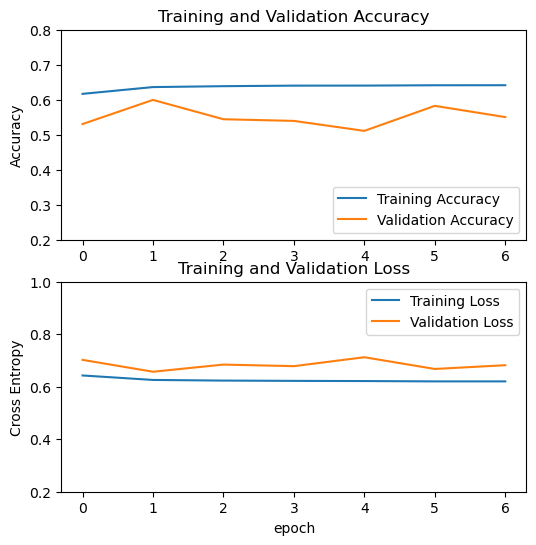 Training and Validation Accuracy
Accuracy
0.8
0.7
0.6
0.5
0.4
0.3
0.2
Training Accuracy
Validation Accuracy
0 1 2 3 4 5 6
Training and Validation Loss
Cross Entropy
1.0
0.8
0.6
0.4
0.2
Training Loss
Validation Loss
0 1 2 3 4 5 6
epoch